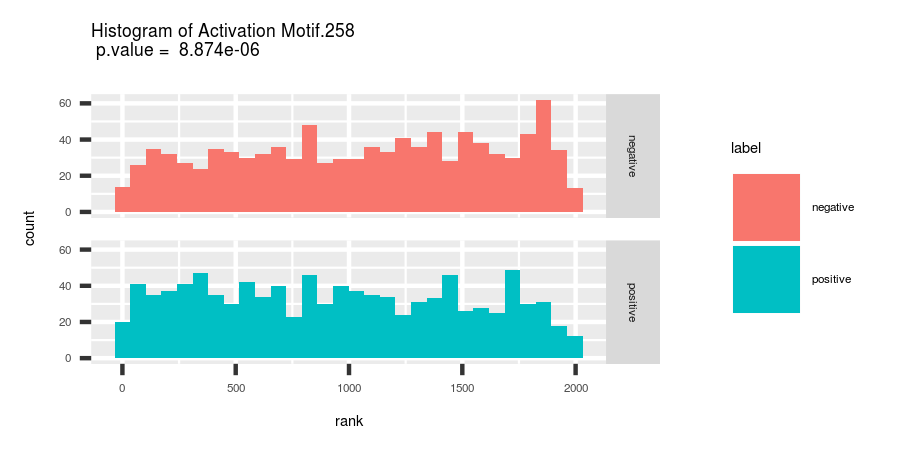 Histogram of Activation Motif.258
p.value =  8.874e-06
count
60
40
20
0
negative
60
40
20
0
positive
0
500
1000
1500
2000
rank
label
negative
positive